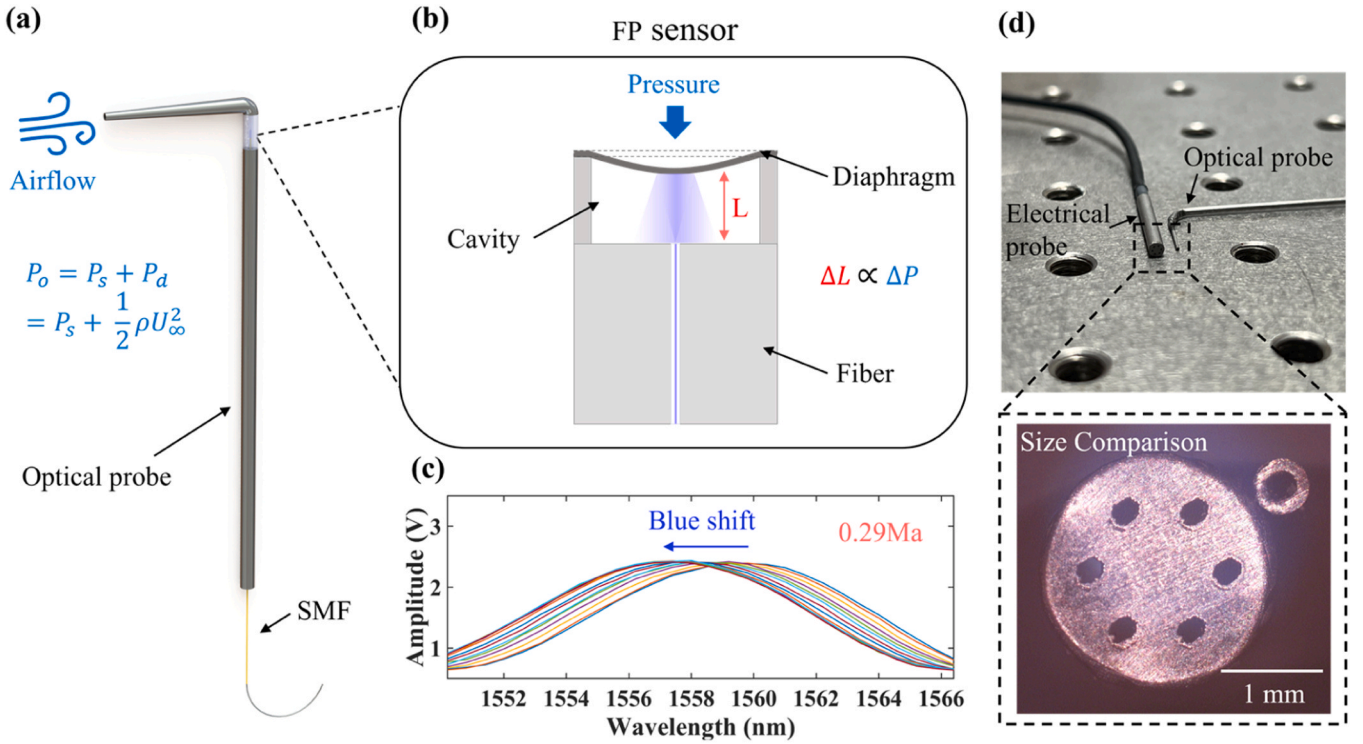 (a)
Airflow
P_o = P_s + P_d
= P_s + 1/2 ρU_∞^2
Optical probe
SMF
(b)
FP sensor
Pressure
Diaphragm
L
Cavity
ΔL ∝ ΔP
Fiber
(c)
Blue shift
0.29Ma
Amplitude (V)
3
2
1
1552 1554 1556 1558 1560 1562 1564 1566
Wavelength (nm)
(d)
Optical probe
Electrical
probe
Size Comparison
1 mm